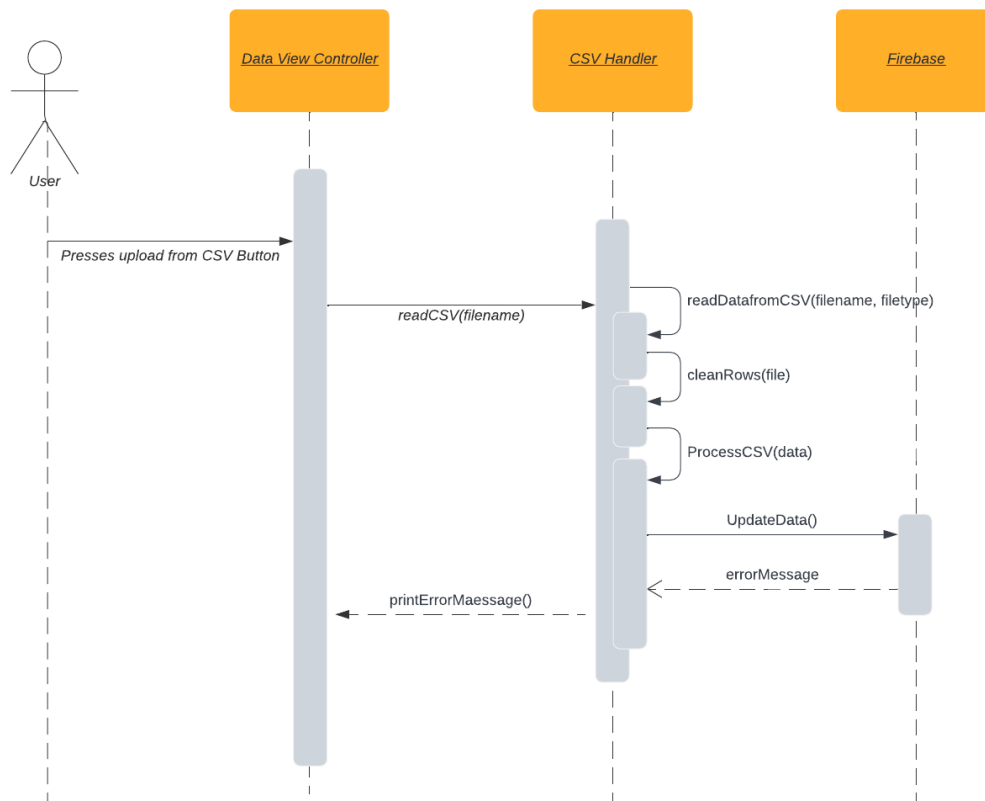 Data View Controller
CSV Handler
Firebase
User
Presses upload from CSV Button
readCSV(filename)
readDatafromCSV(filename, filetype)
cleanRows(file)
ProcessCSV(data)
UpdateData()
errorMessage
printErrorMaessage()